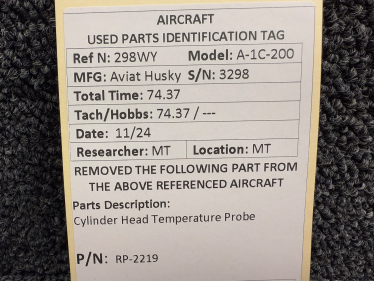 AIRCRAFT
USED PARTS IDENTIFICATION TAG
Ref N: 298WY Model: A-1C-200
MFG: Aviat Husky S/N: 3298
Total Time: 74.37
Tach/Hobbs: 74.37 / ---
Date: 11/24
Researcher: MT Location: MT
REMOVED THE FOLLOWING PART FROM
THE ABOVE REFERENCED AIRCRAFT
Parts Description:
Cylinder Head Temperature Probe
P/N: RP-2219